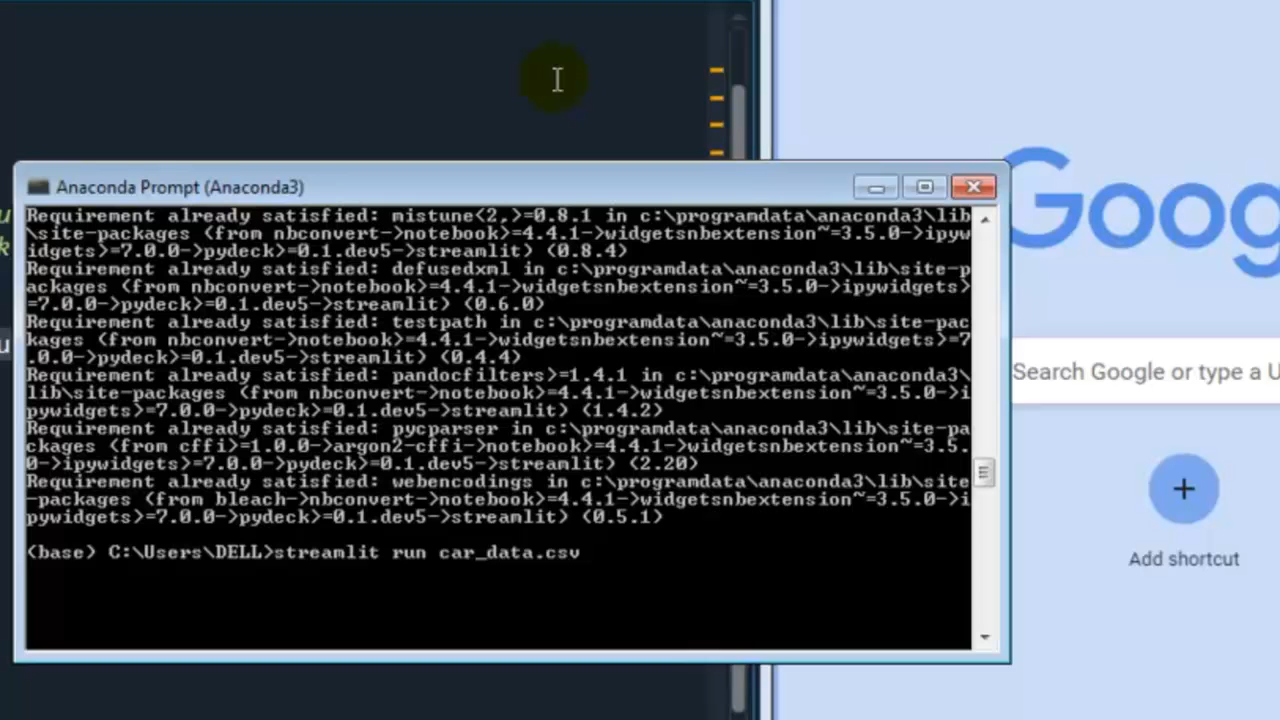 Anaconda Prompt (Anaconda3)
Requirement already satisfied: mistune<2,>=0.8.1 in c:\programdata\anaconda3\lib
\site-packages (from nbconvert->notebook>=4.4.1->widgetsnbextension~=3.5.0->ipyw
idgets>=7.0.0->pydeck>=0.1.dev5->streamlit) (0.8.4)
Requirement already satisfied: defusedxml in c:\programdata\anaconda3\lib\site-p
ackages (from nbconvert->notebook>=4.4.1->widgetsnbextension~=3.5.0->ipywidgets>
=7.0.0->pydeck>=0.1.dev5->streamlit) (0.6.0)
Requirement already satisfied: testpath in c:\programdata\anaconda3\lib\site-pac
kages (from nbconvert->notebook>=4.4.1->widgetsnbextension~=3.5.0->ipywidgets>=7
.0.0->pydeck>=0.1.dev5->streamlit) (0.4.4)
Requirement already satisfied: pandocfilters>=1.4.1 in c:\programdata\anaconda3\
lib\site-packages (from nbconvert->notebook>=4.4.1->widgetsnbextension~=3.5.0->i
pywidgets>=7.0.0->pydeck>=0.1.dev5->streamlit) (1.4.2)
Requirement already satisfied: pycparser in c:\programdata\anaconda3\lib\site-pa
ckages (from cffi>=1.0.0->argon2-cffi->notebook>=4.4.1->widgetsnbextension~=3.5.
0->ipywidgets>=7.0.0->pydeck>=0.1.dev5->streamlit) (2.20)
Requirement already satisfied: webencodings in c:\programdata\anaconda3\lib\site
-packages (from bleach->nbconvert->notebook>=4.4.1->widgetsnbextension~=3.5.0->i
pywidgets>=7.0.0->pydeck>=0.1.dev5->streamlit) (0.5.1)
(base) C:\Users\DELL>streamlit run car_data.csv
u
k
u
Goog
Search Google or type a U
Add shortcut